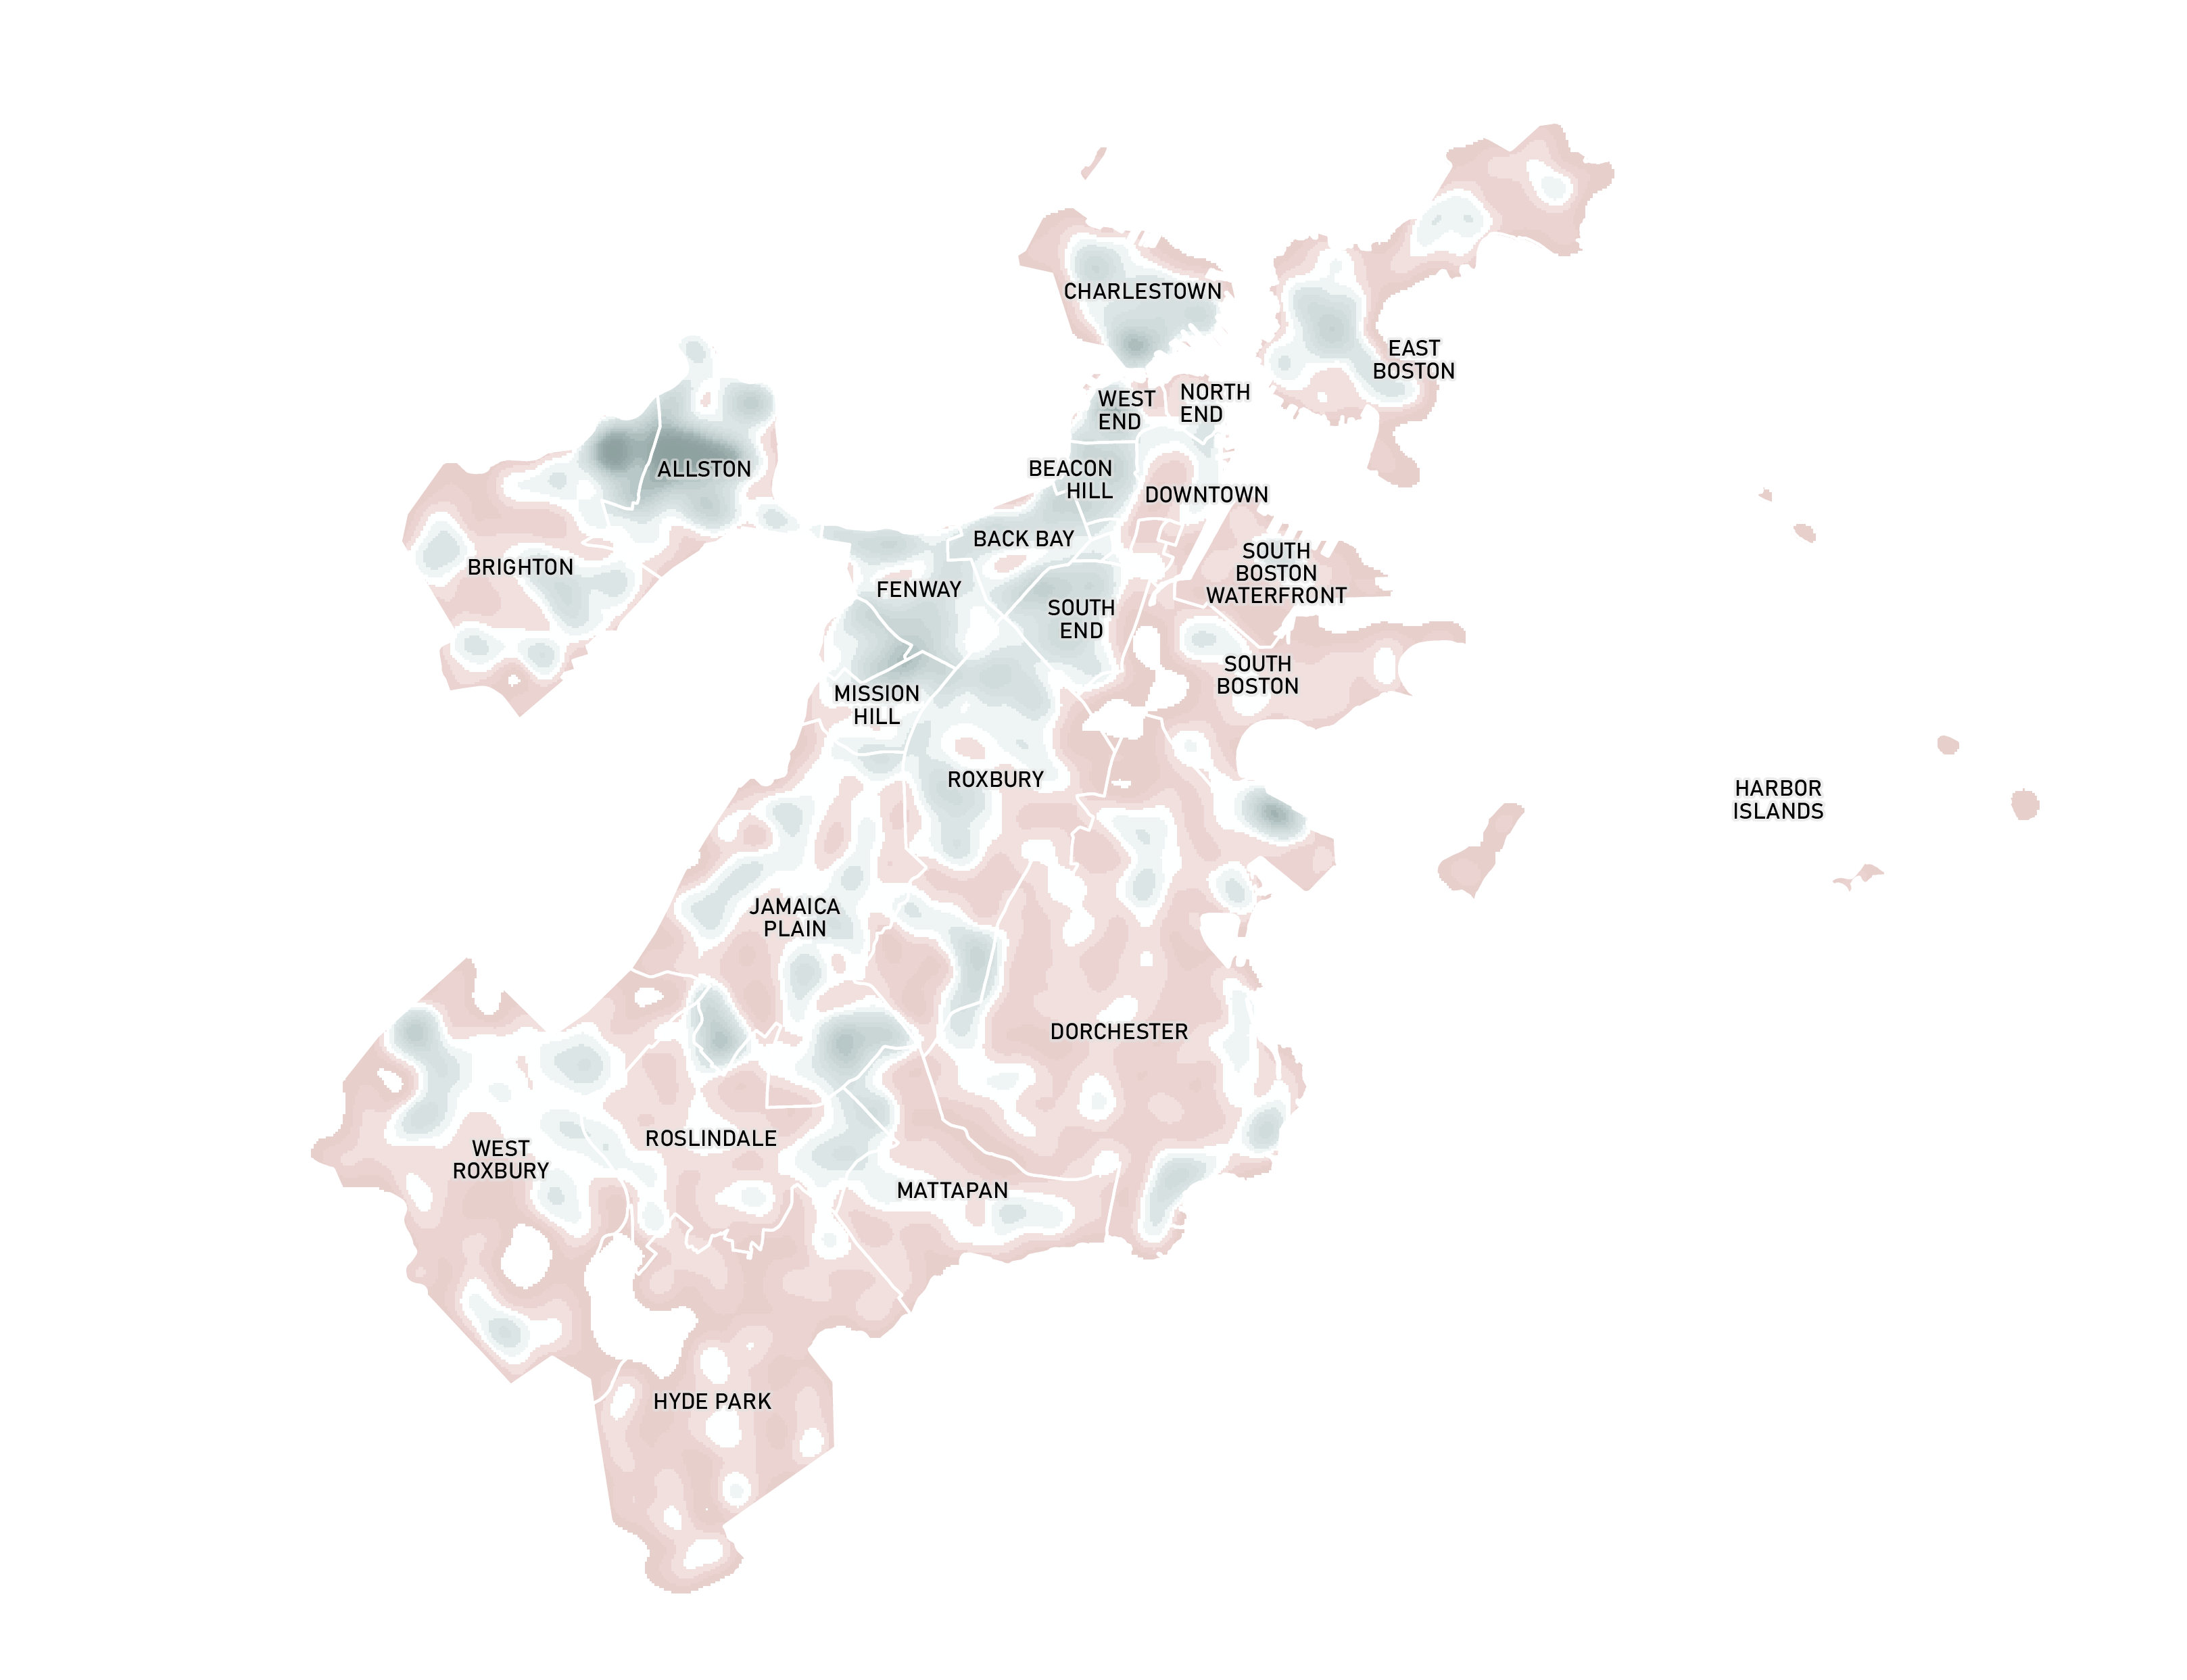 CHARLESTOWN
EAST
BOSTON
WEST
END
NORTH
END
ALLSTON
BEACON
HILL
DOWNTOWN
BACK BAY
BRIGHTON
FENWAY
SOUTH
BOSTON
WATERFRONT
SOUTH
END
SOUTH
BOSTON
MISSION
HILL
ROXBURY
HARBOR
ISLANDS
JAMAICA
PLAIN
DORCHESTER
WEST
ROXBURY
ROSLINDALE
MATTAPAN
HYDE PARK